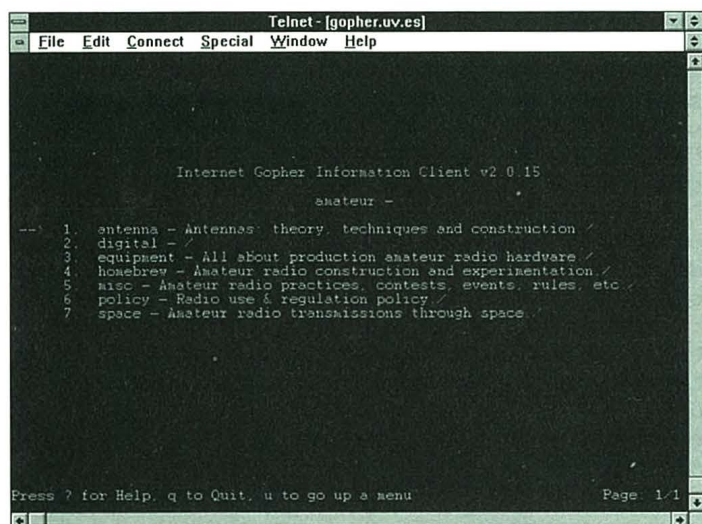 Telnet - [gopher.uv.es]
File Edit Connect Special Window Help
Internet Gopher Information Client v2.0.15
amateur -
--> 1. antenna - Antennas: theory, techniques and construction /
2. digital - /
3. equipment - All about production amateur radio hardware /
4. homebrew - Amateur radio construction and experimentation /
5. misc - Amateur radio practices, contests, events, rules, etc /
6. policy - Radio use & regulation policy /
7. space - Amateur radio transmissions through space /
Press ? for Help, q to Quit, u to go up a menu Page: 1/1